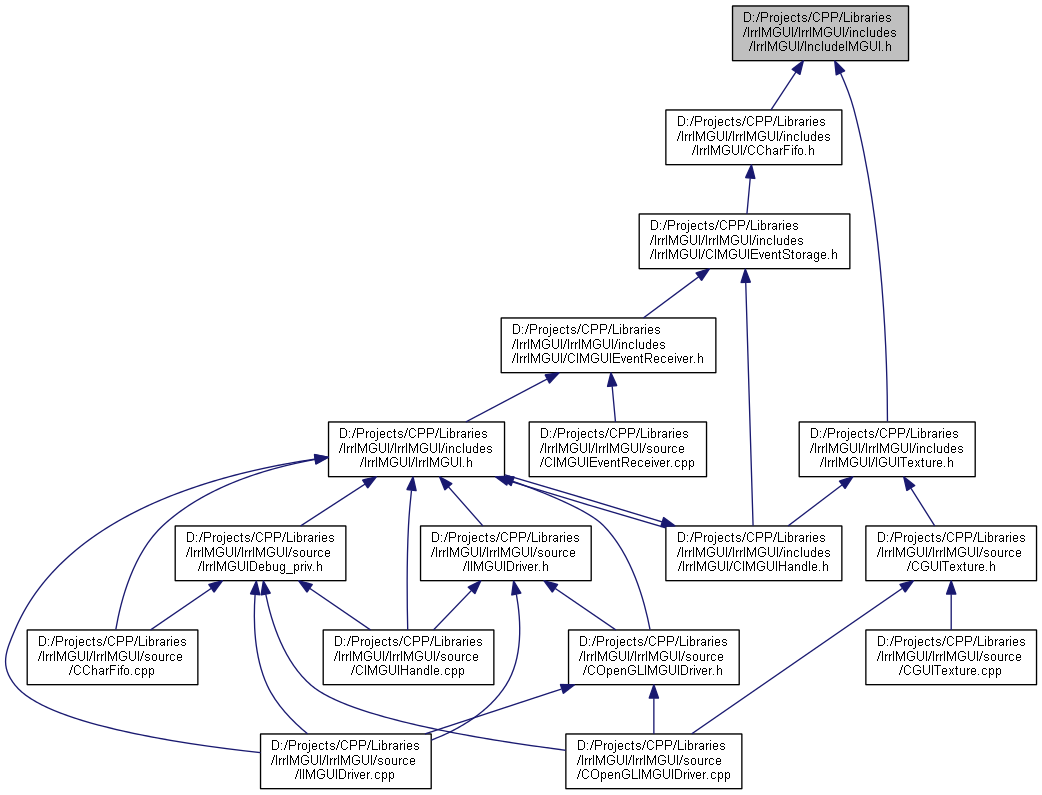 D:/Projects/CPP/Libraries
/IrrIMGUI/IrrIMGUI/includes
/IrrIMGUI/IncludeIMGUI.h
D:/Projects/CPP/Libraries
/IrrIMGUI/IrrIMGUI/includes
/IrrIMGUI/CCharFifo.h
D:/Projects/CPP/Libraries
/IrrIMGUI/IrrIMGUI/includes
/IrrIMGUI/CIMGUIEventStorage.h
D:/Projects/CPP/Libraries
/IrrIMGUI/IrrIMGUI/includes
/IrrIMGUI/CIMGUIEventReceiver.h
D:/Projects/CPP/Libraries
/IrrIMGUI/IrrIMGUI/includes
/IrrIMGUI/IrrIMGUI.h
D:/Projects/CPP/Libraries
/IrrIMGUI/IrrIMGUI/source
/CIMGUIEventReceiver.cpp
D:/Projects/CPP/Libraries
/IrrIMGUI/IrrIMGUI/includes
/IrrIMGUI/IGUITexture.h
D:/Projects/CPP/Libraries
/IrrIMGUI/IrrIMGUI/source
/IrrIMGUIDebug_priv.h
D:/Projects/CPP/Libraries
/IrrIMGUI/IrrIMGUI/source
/IIMGUIDriver.h
D:/Projects/CPP/Libraries
/IrrIMGUI/IrrIMGUI/includes
/IrrIMGUI/CIMGUIHandle.h
D:/Projects/CPP/Libraries
/IrrIMGUI/IrrIMGUI/source
/CGUITexture.h
D:/Projects/CPP/Libraries
/IrrIMGUI/IrrIMGUI/source
/CCharFifo.cpp
D:/Projects/CPP/Libraries
/IrrIMGUI/IrrIMGUI/source
/CIMGUIHandle.cpp
D:/Projects/CPP/Libraries
/IrrIMGUI/IrrIMGUI/source
/COpenGLIMGUIDriver.h
D:/Projects/CPP/Libraries
/IrrIMGUI/IrrIMGUI/source
/CGUITexture.cpp
D:/Projects/CPP/Libraries
/IrrIMGUI/IrrIMGUI/source
/IIMGUIDriver.cpp
D:/Projects/CPP/Libraries
/IrrIMGUI/IrrIMGUI/source
/COpenGLIMGUIDriver.cpp